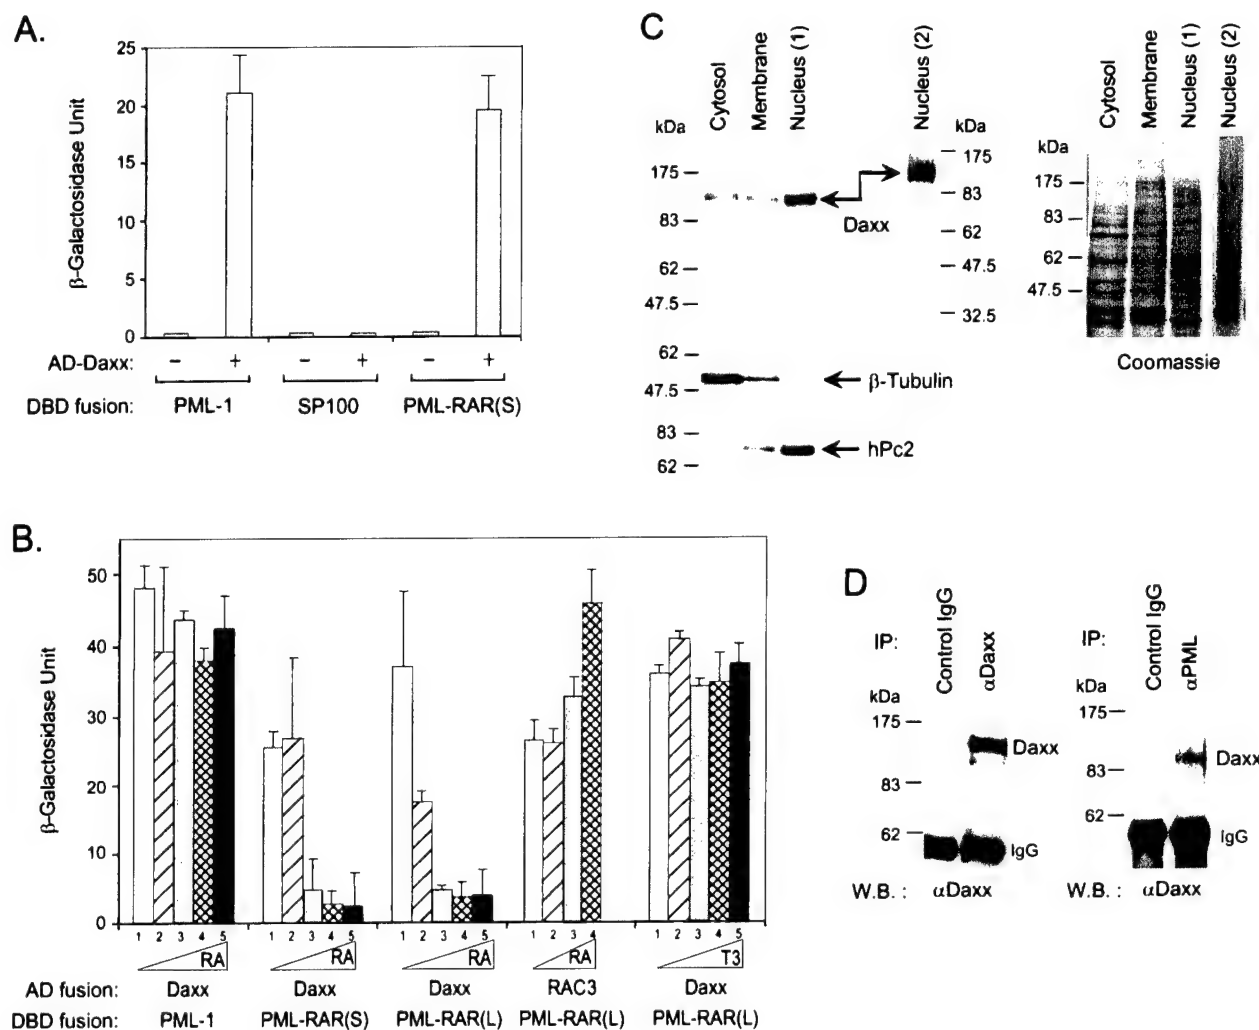 A.
β-Galactosidase Unit
25
20
15
10
5
0
AD-Daxx: − + − + − +
DBD fusion: PML-1 SP100 PML-RAR(S)
C
Cytosol Membrane Nucleus (1) Nucleus (2)
kDa
175
83
62
47.5
62
47.5
83
62
Daxx
β-Tubulin
hPc2
kDa
175
83
62
47.5
32.5
Cytosol Membrane Nucleus (1) Nucleus (2)
kDa
175
83
62
47.5
Coomassie
B.
β-Galactosidase Unit
50
40
30
20
10
0
1 2 3 4 5 1 2 3 4 5 1 2 3 4 5 1 2 3 4 1 2 3 4 5
RA RA RA RA T3
AD fusion: Daxx Daxx Daxx RAC3 Daxx
DBD fusion: PML-1 PML-RAR(S) PML-RAR(L) PML-RAR(L) PML-RAR(L)
D
IP: Control IgG αDaxx
kDa
175
83
62
Daxx
IgG
W.B. : αDaxx
IP: Control IgG αPML
kDa
175
83
62
Daxx
IgG
W.B. : αDaxx